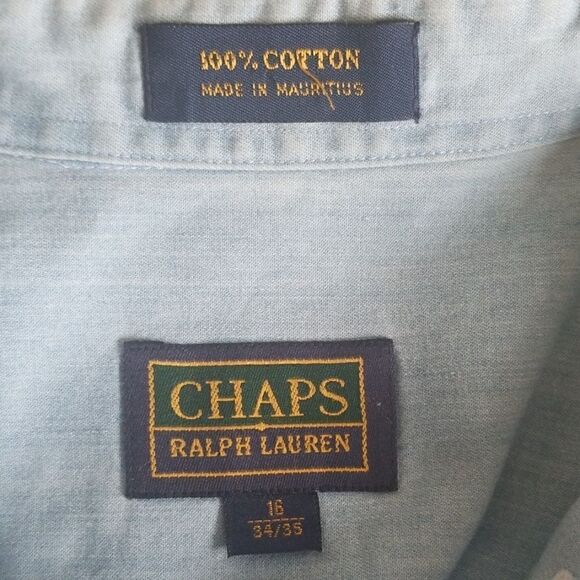 100% COTTON
MADE IN MAURITIUS
CHAPS
RALPH LAUREN
16
34/35